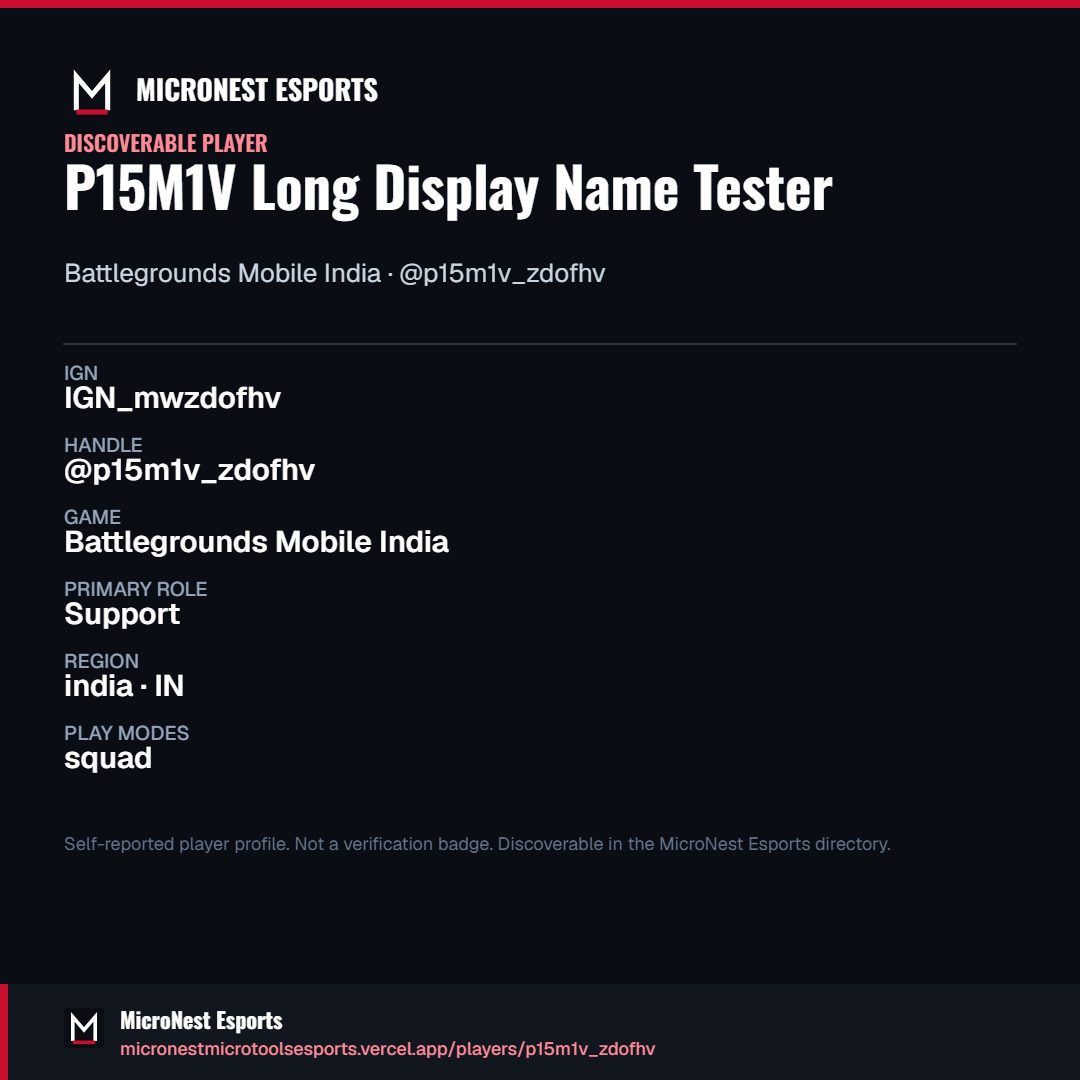 MICRONEST ESPORTS
DISCOVERABLE PLAYER
P15M1V Long Display Name Tester
Battlegrounds Mobile India · @p15m1v_zdofhv
IGN
IGN_mwzdofhv
HANDLE
@p15m1v_zdofhv
GAME
Battlegrounds Mobile India
PRIMARY ROLE
Support
REGION
india · IN
PLAY MODES
squad
Self-reported player profile. Not a verification badge. Discoverable in the MicroNest Esports directory.
MicroNest Esports
micronestmicrotoolsesports.vercel.app/players/p15m1v_zdofhv